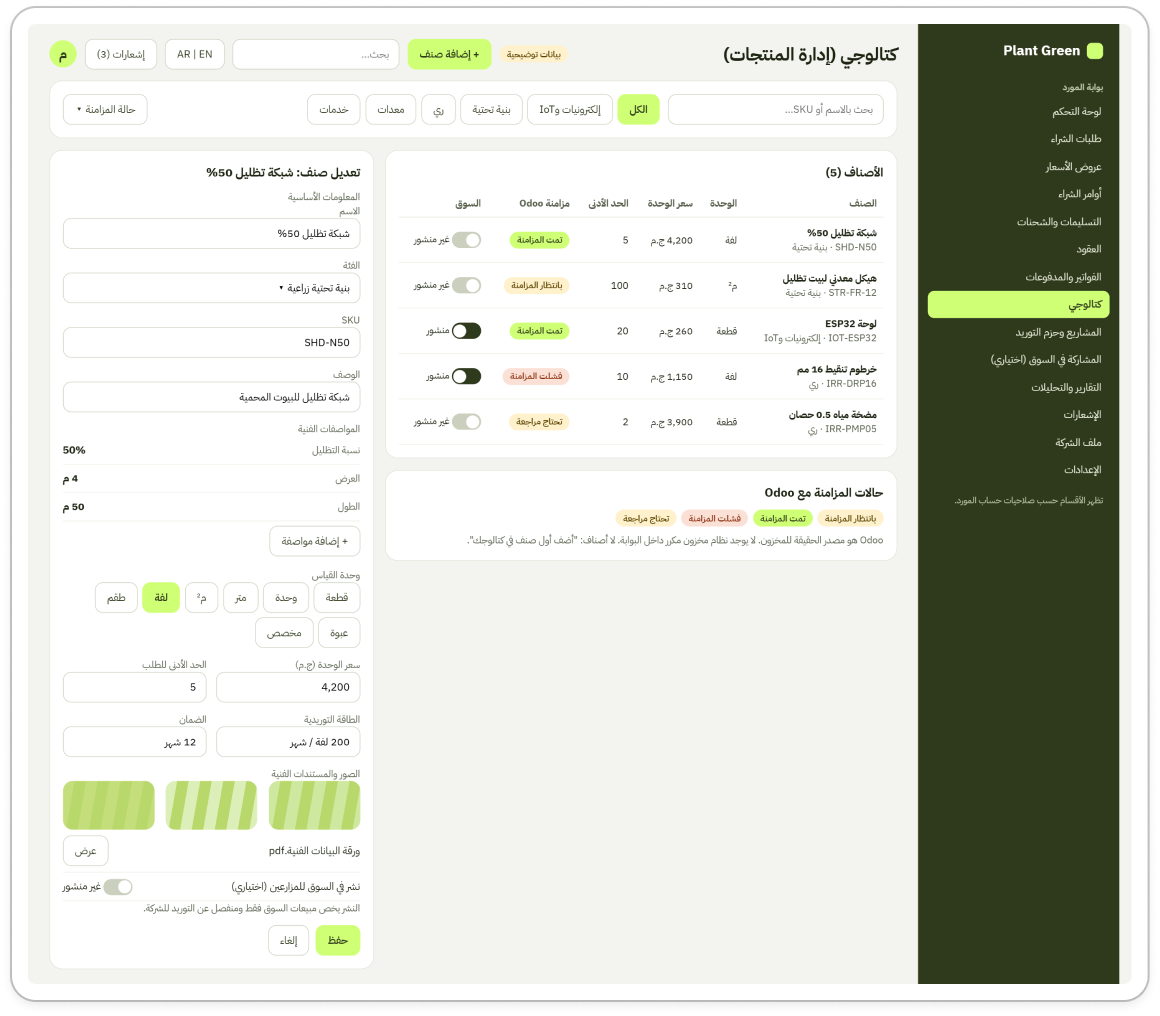 Plant Green
بوابة المورد
لوحة التحكم
طلبات الشراء
عروض الأسعار
أوامر الشراء
التسليمات والشحنات
العقود
الفواتير والمدفوعات
كتالوجي
المشاريع وحزم التوريد
المشاركة في السوق (اختياري)
التقارير والتحليلات
الإشعارات
ملف الشركة
الإعدادات
تظهر الأقسام حسب صلاحيات حساب المورد.
كتالوجي (إدارة المنتجات)
بيانات توضيحية
+ إضافة صنف
بحث...
AR | EN
إشعارات (3)
م
بحث بالاسم أو SKU...
الكل
إلكترونيات وIoT
بنية تحتية
ري
معدات
خدمات
حالة المزامنة ▾
الأصناف (5)
الصنف الوحدة سعر الوحدة الحد الأدنى مزامنة Odoo السوق
شبكة تظليل 50% لفة 4,200 ج.م 5 تمت المزامنة غير منشور
SHD-N50 · بنية تحتية
هيكل معدني لبيت تظليل م² 310 ج.م 100 بانتظار المزامنة غير منشور
STR-FR-12 · بنية تحتية
لوحة ESP32 قطعة 260 ج.م 20 تمت المزامنة منشور
IOT-ESP32 · إلكترونيات وIoT
خرطوم تنقيط 16 مم لفة 1,150 ج.م 10 فشلت المزامنة منشور
IRR-DRP16 · ري
مضخة مياه 0.5 حصان قطعة 3,900 ج.م 2 تحتاج مراجعة غير منشور
IRR-PMP05 · ري
حالات المزامنة مع Odoo
بانتظار المزامنة تمت المزامنة فشلت المزامنة تحتاج مراجعة
Odoo هو مصدر الحقيقة للمخزون. لا يوجد نظام مخزون مكرر داخل البوابة. لا أصناف: "أضف أول صنف في كتالوجك".
تعديل صنف: شبكة تظليل 50%
المعلومات الأساسية
الاسم
شبكة تظليل 50%
الفئة
بنية تحتية زراعية ▾
SKU
SHD-N50
الوصف
شبكة تظليل للبيوت المحمية
المواصفات الفنية
نسبة التظليل 50%
العرض 4 م
الطول 50 م
+ إضافة مواصفة
وحدة القياس
قطعة وحدة متر م² لفة طقم
عبوة مخصص
سعر الوحدة (ج.م) الحد الأدنى للطلب
4,200 5
الطاقة التوريدية الضمان
200 لفة / شهر 12 شهر
الصور والمستندات الفنية
ورقة البيانات الفنية.pdf عرض
نشر في السوق للمزارعين (اختياري) غير منشور
النشر يخص مبيعات السوق فقط ومنفصل عن التوريد للشركة.
حفظ إلغاء